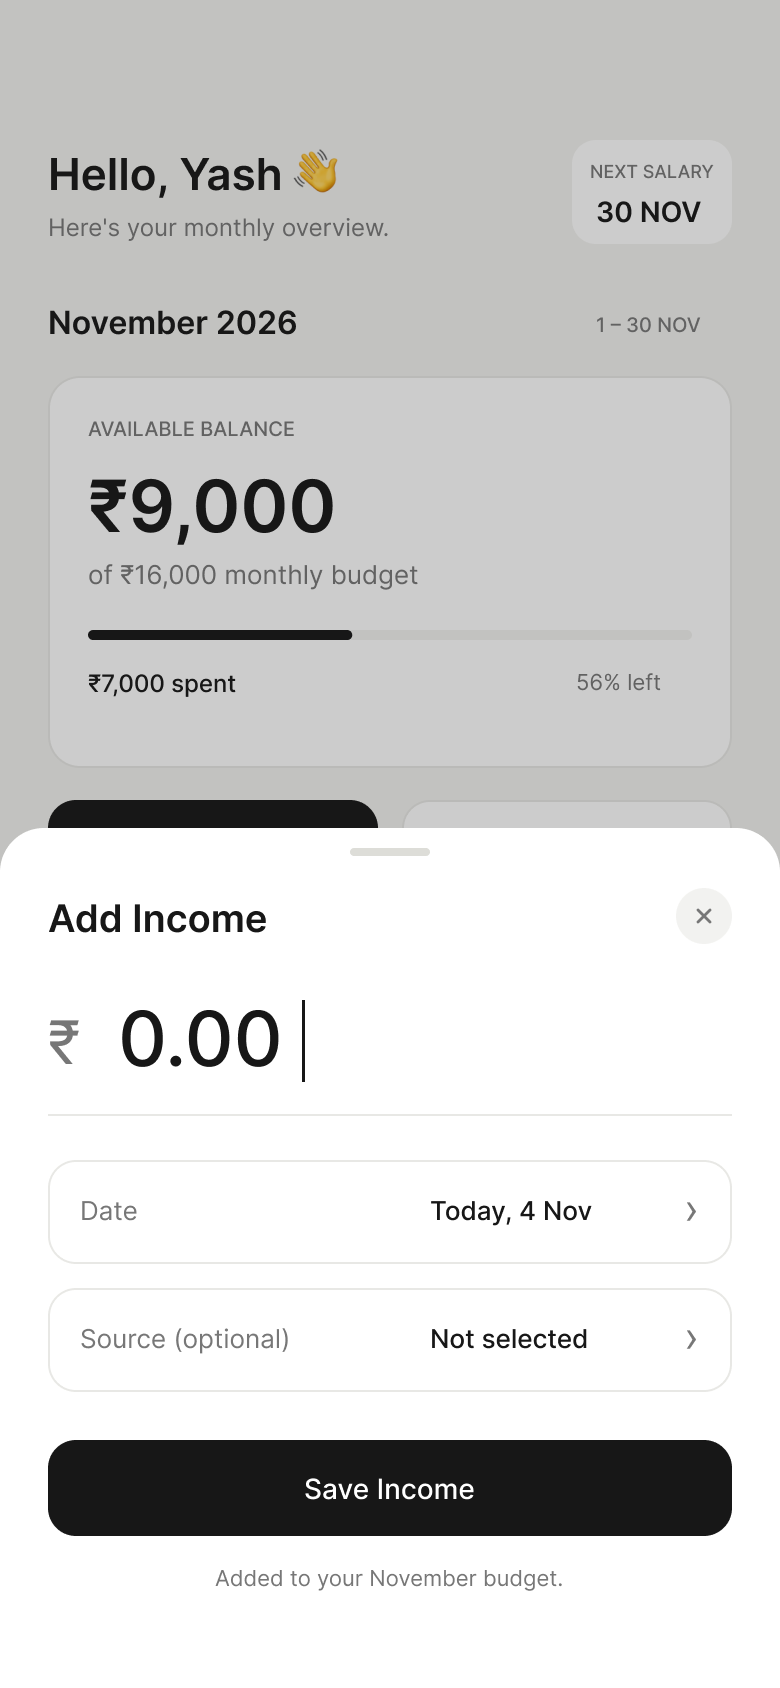 Hello, Yash 👋
Here's your monthly overview.
NEXT SALARY
30 NOV
November 2026
1 – 30 NOV
AVAILABLE BALANCE
₹9,000
of ₹16,000 monthly budget
₹7,000 spent
56% left
Add Income
₹ 0.00
Date
Today, 4 Nov
Source (optional)
Not selected
Save Income
Added to your November budget.